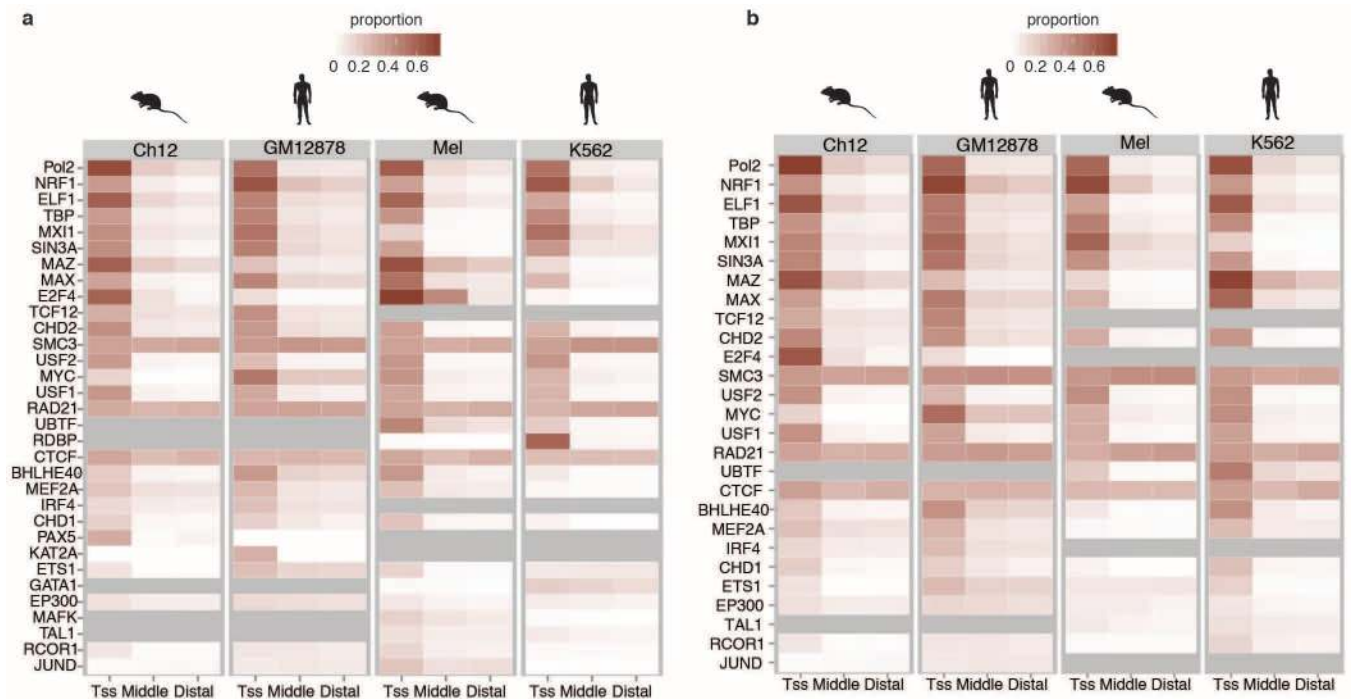 a
proportion
0 0.2 0.4 0.6
Ch12 GM12878 Mel K562
Pol2
NRF1
ELF1
TBP
MXI1
SIN3A
MAZ
MAX
E2F4
TCF12
CHD2
SMC3
USF2
MYC
USF1
RAD21
UBTF
RDBP
CTCF
BHLHE40
MEF2A
IRF4
CHD1
PAX5
KAT2A
ETS1
GATA1
EP300
MAFK
TAL1
RCOR1
JUND
Tss Middle Distal Tss Middle Distal Tss Middle Distal Tss Middle Distal
b
proportion
0 0.2 0.4 0.6
Ch12 GM12878 Mel K562
Pol2
NRF1
ELF1
TBP
MXI1
SIN3A
MAZ
MAX
TCF12
CHD2
E2F4
SMC3
USF2
MYC
USF1
RAD21
UBTF
CTCF
BHLHE40
MEF2A
IRF4
CHD1
ETS1
EP300
TAL1
RCOR1
JUND
Tss Middle Distal Tss Middle Distal Tss Middle Distal Tss Middle Distal